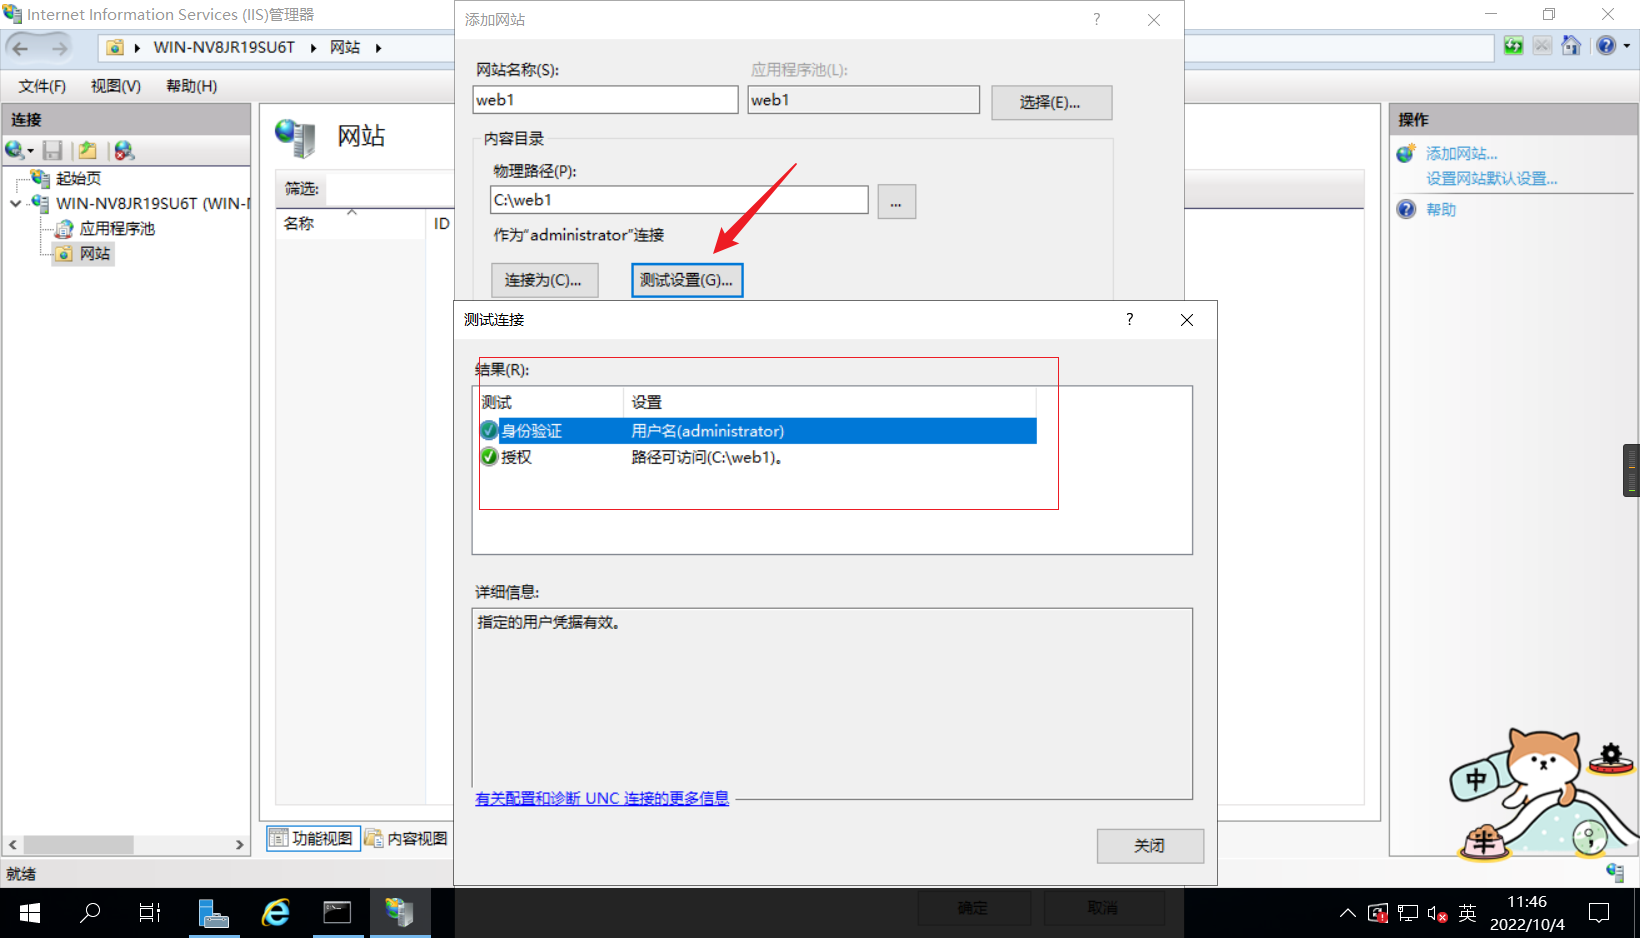 Internet Information Services (IIS)管理器
WIN-NV8JR19SU6T
网站
文件(F)
视图(V)
帮助(H)
连接
起始页
WIN-NV8JR19SU6T (WIN-N
应用程序池
网站
网站
筛选:
名称
ID
功能视图
内容视图
就绪
添加网站
?
网站名称(S):
应用程序池(L):
web1
web1
选择(E)...
内容目录
物理路径(P):
C:\web1
...
作为“administrator”连接
连接为(C)...
测试设置(G)...
测试连接
?
结果(R):
测试
设置
身份验证
用户名(administrator)
授权
路径可访问(C:\web1)。
详细信息:
指定的用户凭据有效。
有关配置和诊断 UNC 连接的更多信息
关闭
确定
取消
操作
添加网站...
设置网站默认设置...
帮助
中
半
英
11:46
2022/10/4